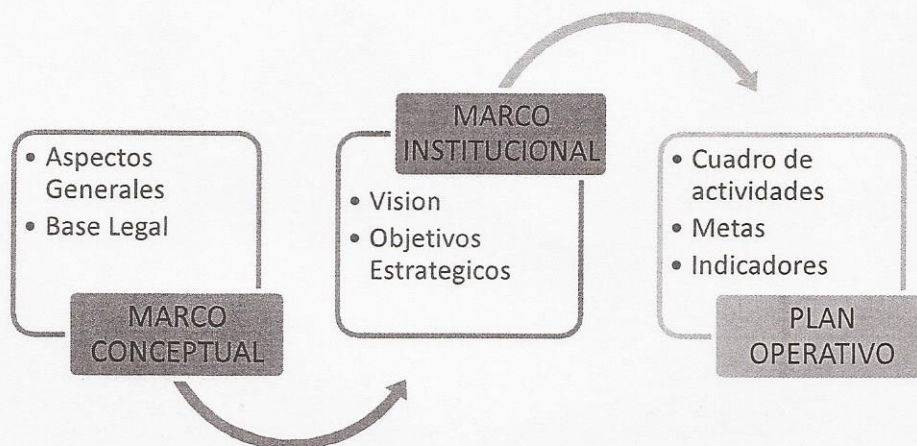 • Aspectos
Generales
• Base Legal
MARCO
CONCEPTUAL
MARCO
INSTITUCIONAL
• Vision
• Objetivos
Estrategicos
• Cuadro de
actividades
• Metas
• Indicadores
PLAN
OPERATIVO